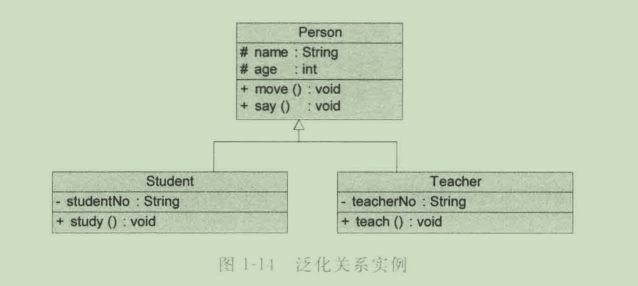 Person
# name : String
# age : int
+ move () : void
+ say () : void
Student
- studentNo : String
+ study () : void
Teacher
- teacherNo : String
+ teach () : void
图 1-14 泛化关系实例